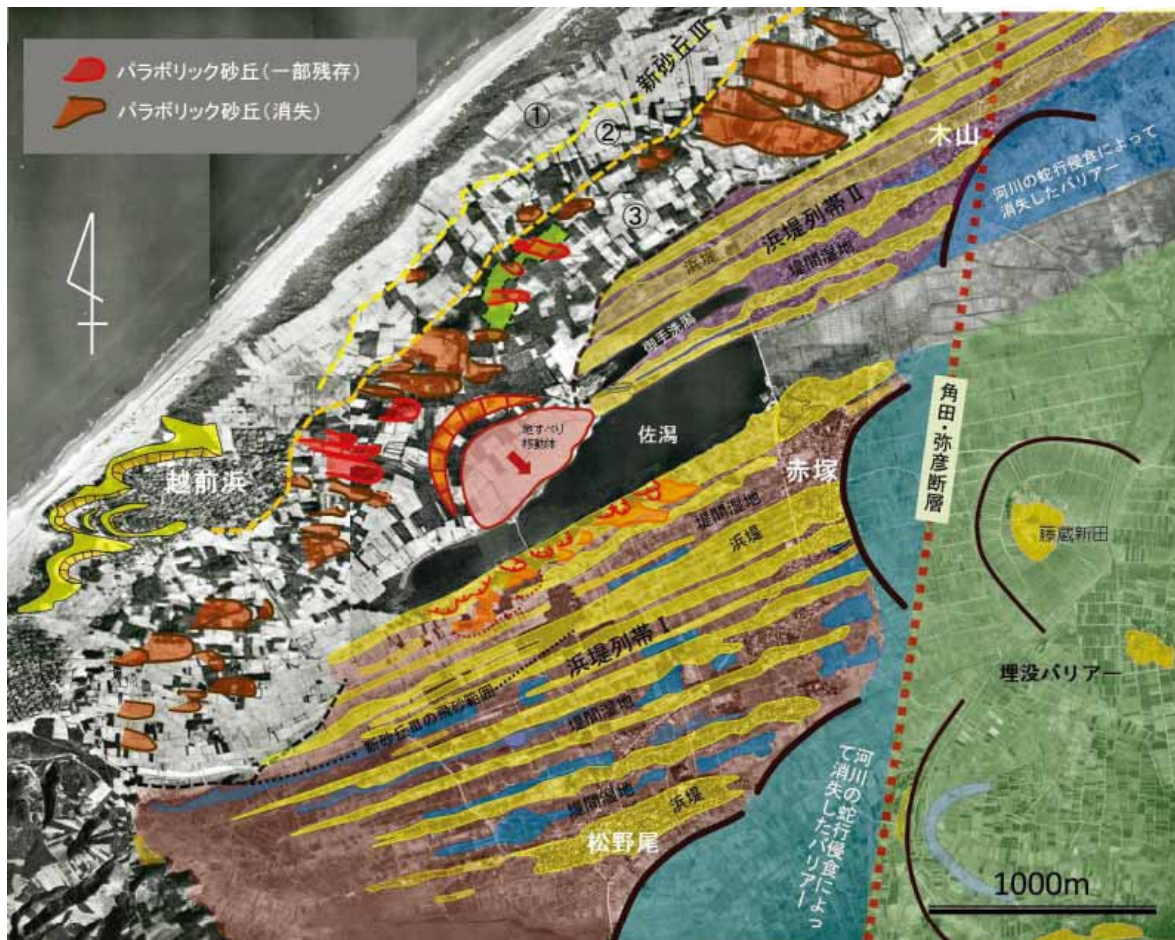 パラボリック砂丘(一部残存)
パラボリック砂丘(消失)
新砂丘Ⅲ
①
②
③
木山
河川の蛇行侵食によって
消失したバリアー
浜堤列帯Ⅱ
浜堤
堤間湿地
御手洗潟
角田・弥彦断層
佐潟
地すべり
移動体
越前浜
赤塚
堤間湿地
浜堤
藤蔵新田
浜堤列帯Ⅰ
埋没バリアー
新砂丘Ⅲの飛砂範囲
堤間湿地
堤間湿地
浜堤
松野尾
河川の蛇行侵食によっ
て消失したバリアー
1000m